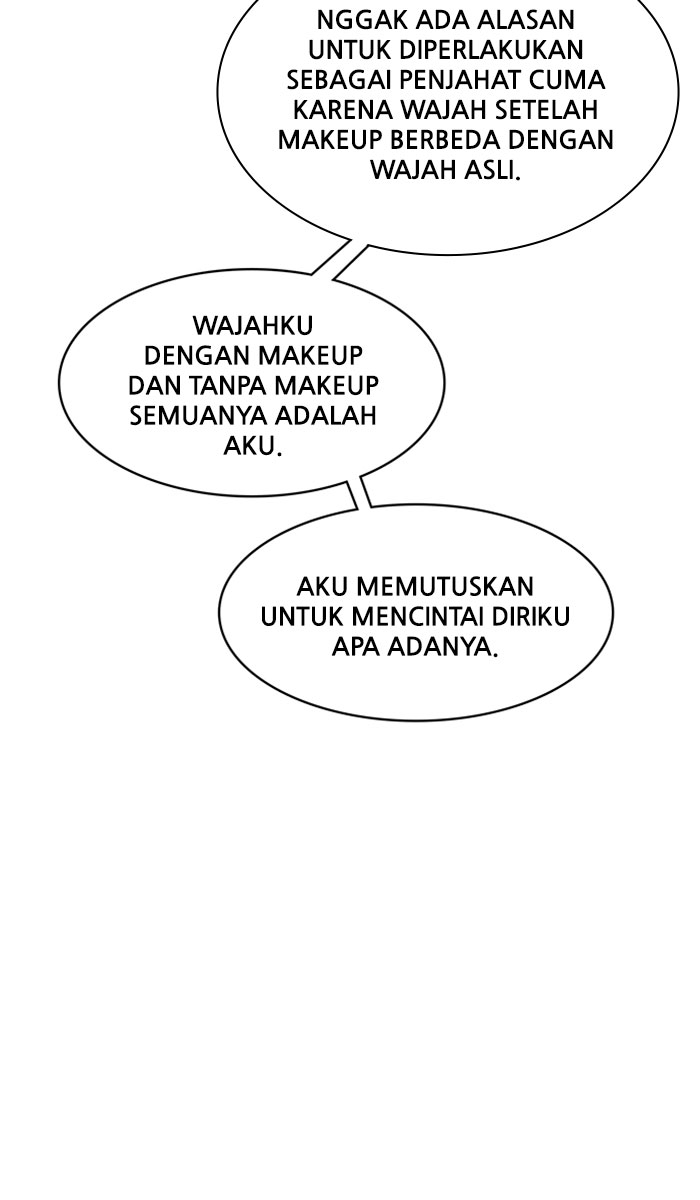 NGGAK ADA ALASAN
UNTUK DIPERLAKUKAN
SEBAGAI PENJAHAT CUMA
KARENA WAJAH SETELAH
MAKEUP BERBEDA DENGAN
WAJAH ASLI.
WAJAHKU
DENGAN MAKEUP
DAN TANPA MAKEUP
SEMUANYA ADALAH
AKU.
AKU MEMUTUSKAN
UNTUK MENCINTAI DIRIKU
APA ADANYA.